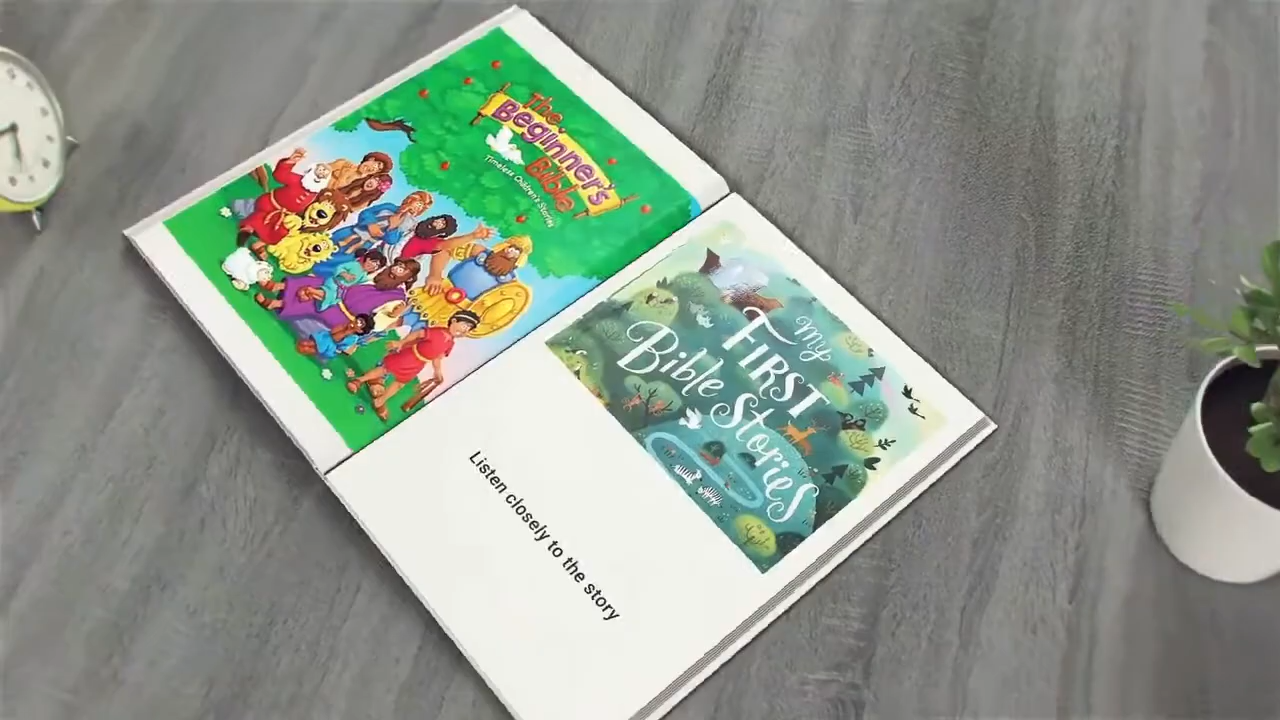 The
Beginner's
Bible
Timeless Children's Stories
My
FIRST
Bible Stories
Listen closely to the story